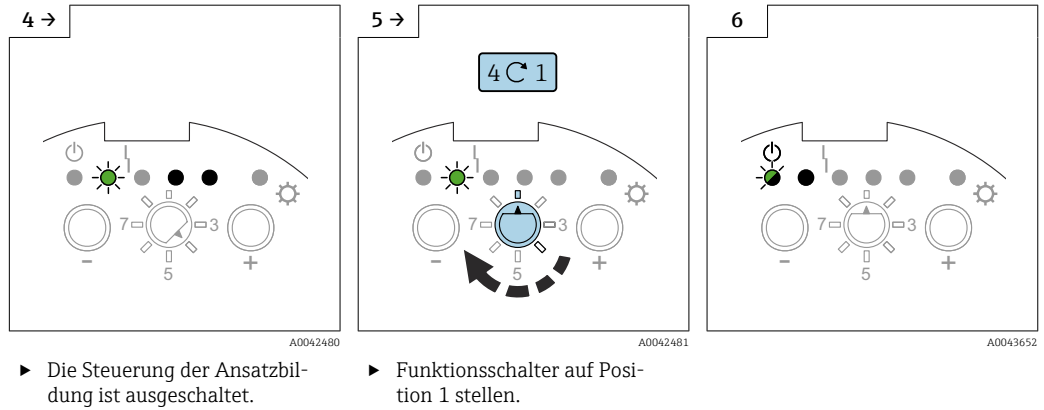 4 →
7 3
5
- +
A0042480
▶ Die Steuerung der Ansatzbil-
dung ist ausgeschaltet.
5 →
4 ⟳ 1
7 3
5
- +
A0042481
▶ Funktionsschalter auf Posi-
tion 1 stellen.
6
7 3
5
- +
A0043652